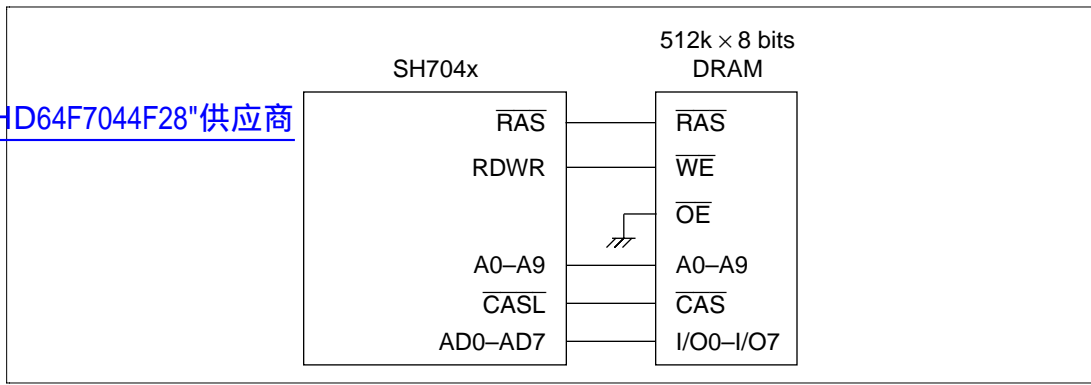 512k × 8 bits
SH704x DRAM
HD64F7044F28"供应商
RAS RAS
RDWR WE
OE
A0–A9 A0–A9
CASL CAS
AD0–AD7 I/O0–I/O7